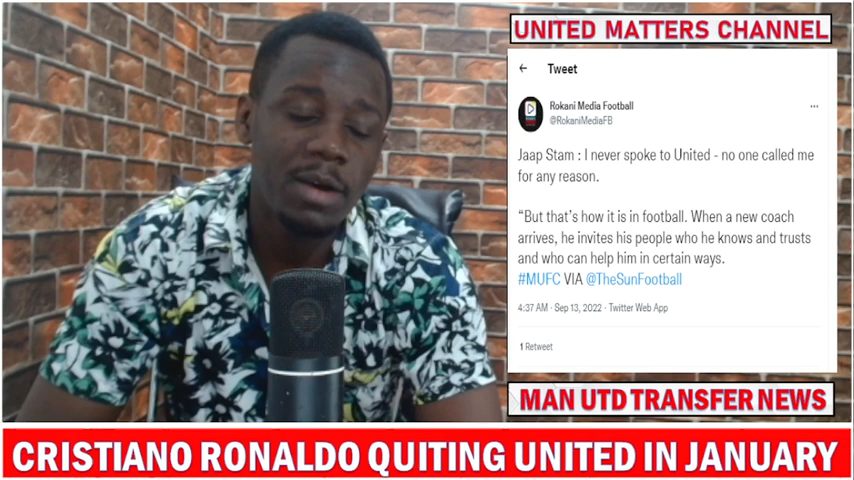 UNITED MATTERS CHANNEL
Tweet
Rokani Media Football
@RokaniMediaFB
Jaap Stam : I never spoke to United - no one called me
for any reason.
“But that’s how it is in football. When a new coach
arrives, he invites his people who he knows and trusts
and who can help him in certain ways.
#MUFC VIA @TheSunFootball
4:37 AM · Sep 13, 2022 · Twitter Web App
1 Retweet
MAN UTD TRANSFER NEWS
CRISTIANO RONALDO QUITING UNITED IN JANUARY